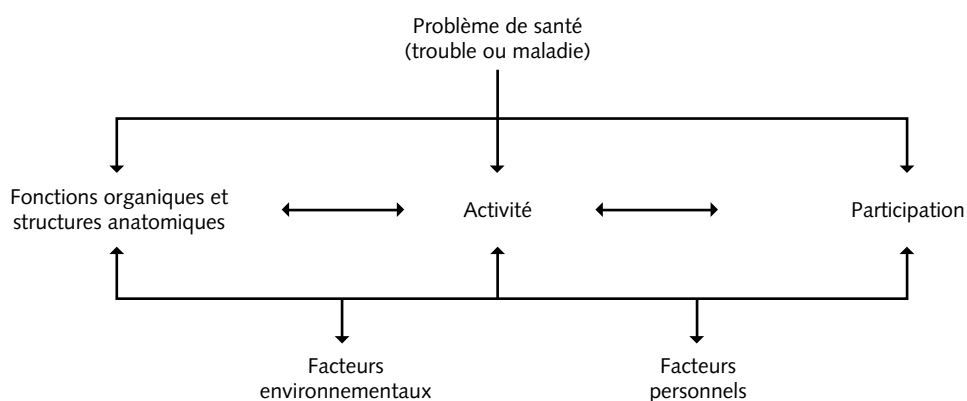 Problème de santé
(trouble ou maladie)
Fonctions organiques et
structures anatomiques
Activité
Participation
Facteurs
environnementaux
Facteurs
personnels